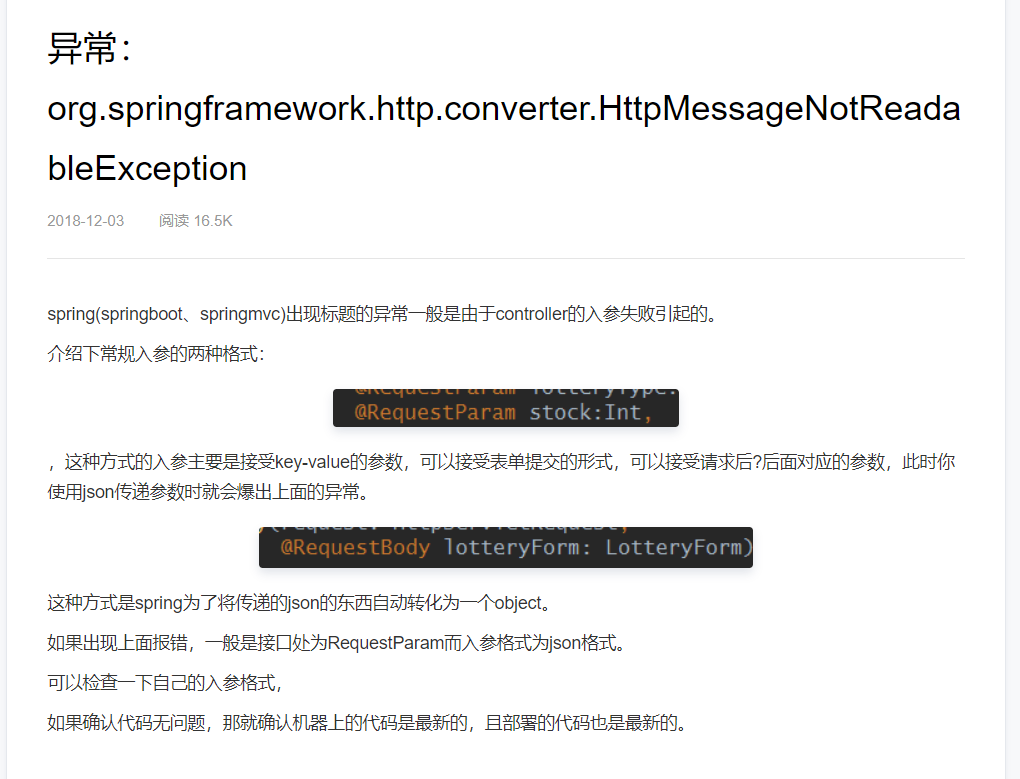 异常：
org.springframework.http.converter.HttpMessageNotReada
bleException
2018-12-03 阅读 16.5K
spring(springboot、springmvc)出现标题的异常一般是由于controller的入参失败引起的。
介绍下常规入参的两种格式：
@RequestParam lotteryType:
@RequestParam stock:Int,
，这种方式的入参主要是接受key-value的参数，可以接受表单提交的形式，可以接受请求后?后面对应的参数，此时你
使用json传递参数时就会爆出上面的异常。
(request: HttpServletRequest,
@RequestBody lotteryForm: LotteryForm)
这种方式是spring为了将传递的json的东西自动转化为一个object。
如果出现上面报错，一般是接口处为RequestParam而入参格式为json格式。
可以检查一下自己的入参格式，
如果确认代码无问题，那就确认机器上的代码是最新的，且部署的代码也是最新的。